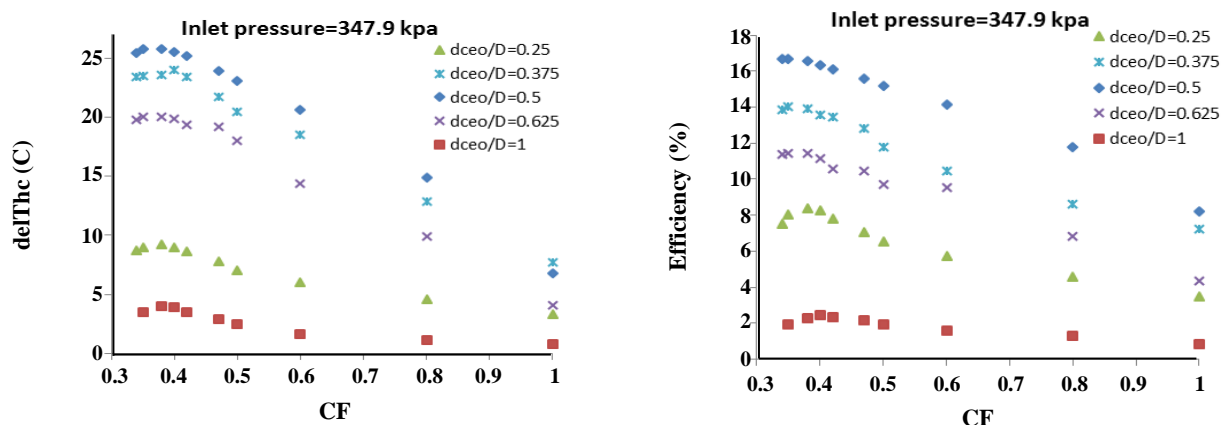 Inlet pressure=347.9 kpa
25
20
15
10
5
0
delThc (C)
0.3 0.4 0.5 0.6 0.7 0.8 0.9 1
CF
dceo/D=0.25
dceo/D=0.375
dceo/D=0.5
dceo/D=0.625
dceo/D=1
Inlet pressure=347.9 kpa
18
16
14
12
10
8
6
4
2
0
Efficiency (%)
0.3 0.4 0.5 0.6 0.7 0.8 0.9 1
CF
dceo/D=0.25
dceo/D=0.375
dceo/D=0.5
dceo/D=0.625
dceo/D=1